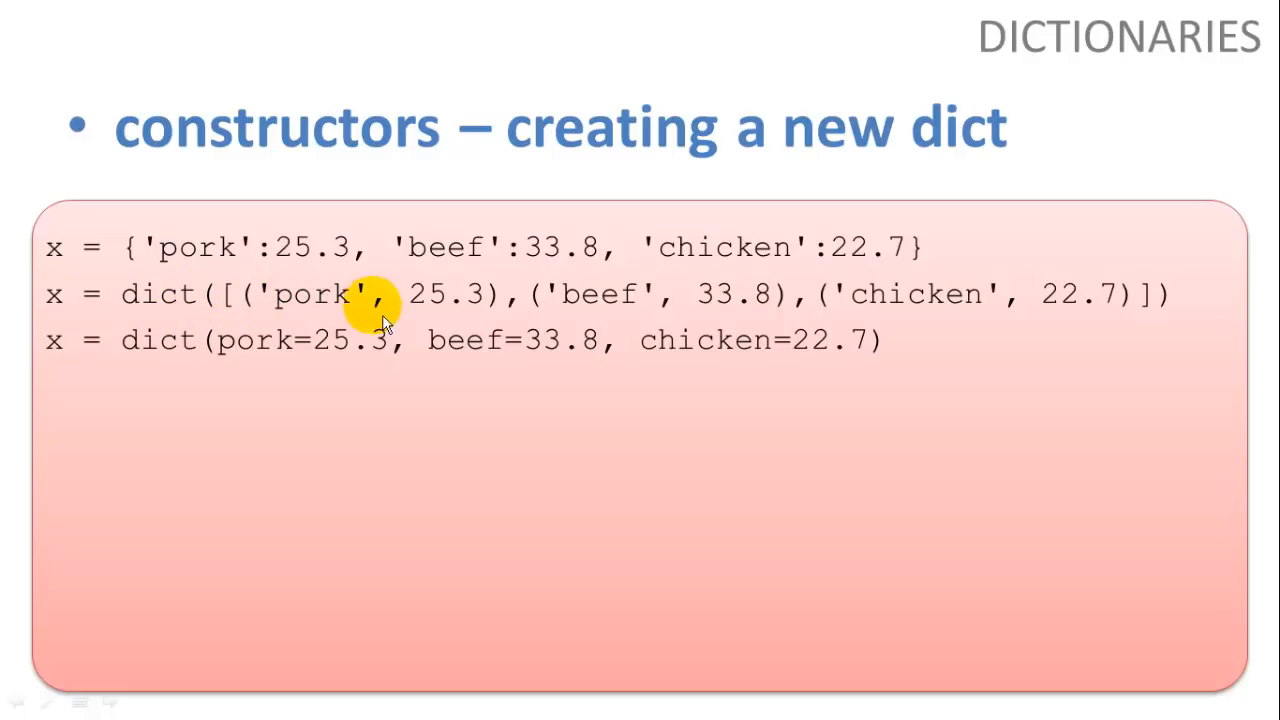 DICTIONARIES
• constructors – creating a new dict
x = {'pork':25.3, 'beef':33.8, 'chicken':22.7}
x = dict([('pork', 25.3),('beef', 33.8),('chicken', 22.7)])
x = dict(pork=25.3, beef=33.8, chicken=22.7)